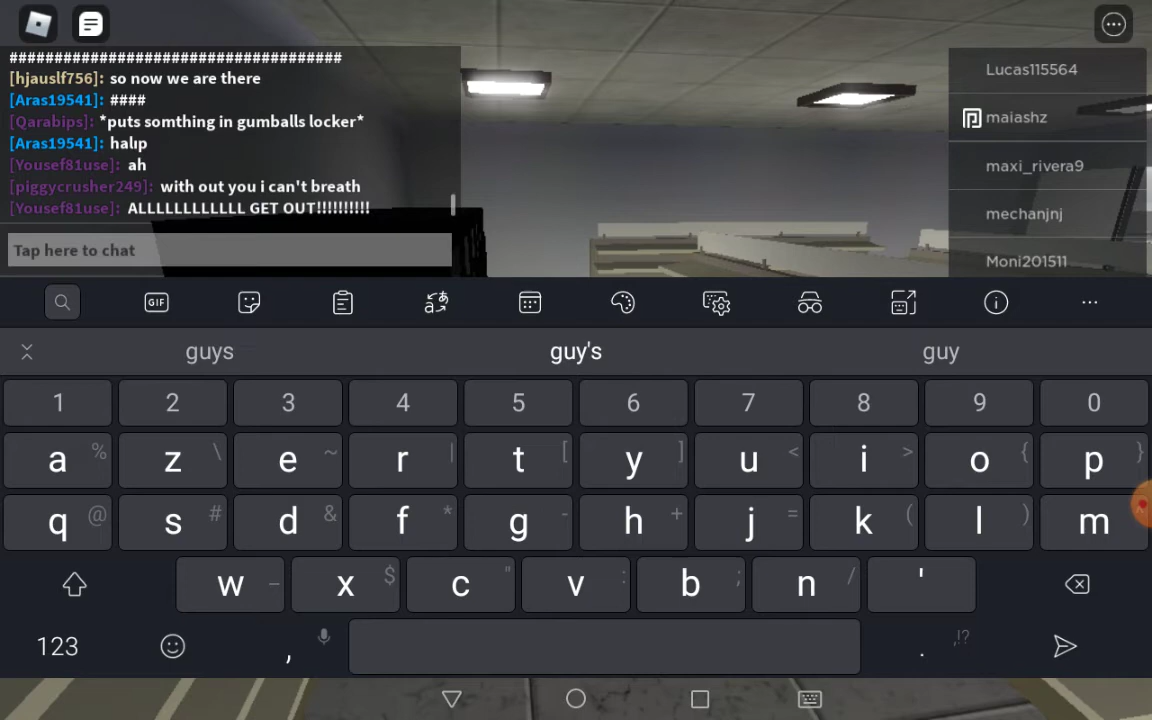 ###################################
[hjauslf756]: so now we are there
[Aras19541]: ####
[Qarabips]: *puts somthing in gumballs locker*
[Aras19541]: halıp
[Yousef81use]: ah
[piggycrusher249]: with out you i can't breath
[Yousef81use]: ALLLLLLLLLLLL GET OUT!!!!!!!!!!
Tap here to chat
Lucas115564
maiashz
maxi_rivera9
mechanjnj
Moni201511
GIF
guys guy's guy
1 2 3 4 5 6 7 8 9 0
a % z \ e ~ r | t [ y ] u < i > o { p }
q @ s # d & f * g - h + j = k ( l ) m
w _ x $ c " v : b ; n / '
123 , . ,!?